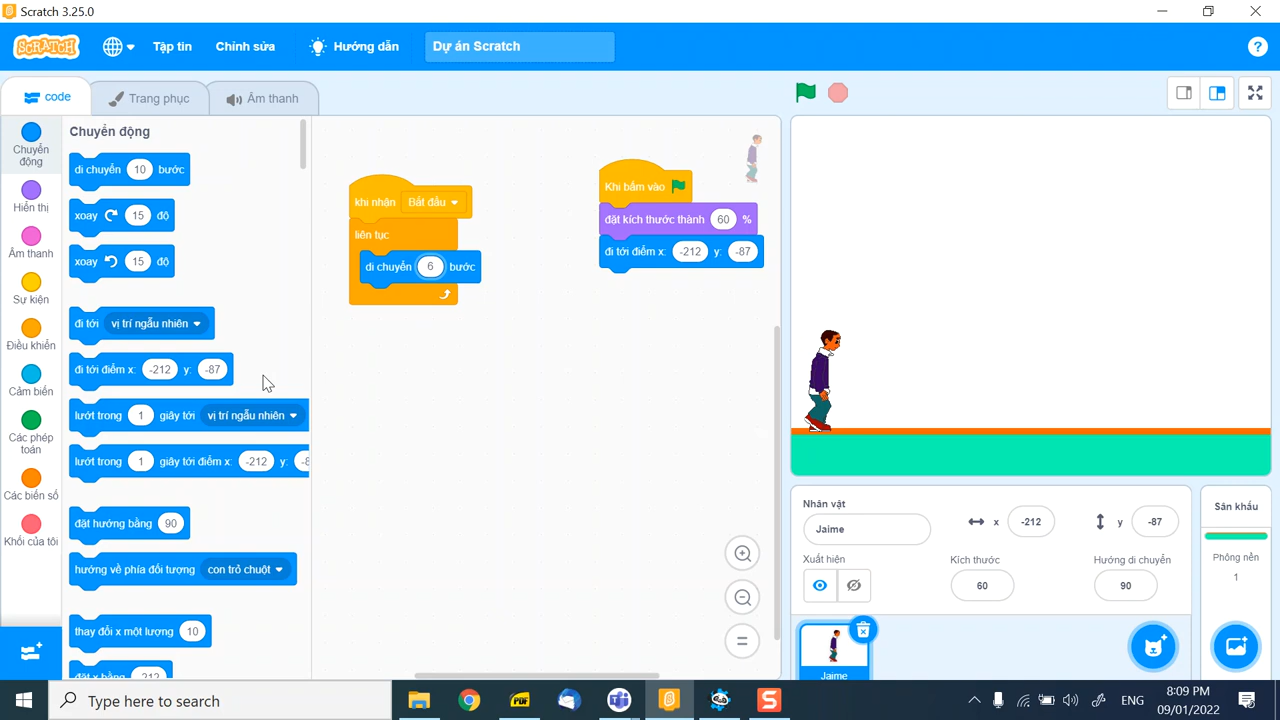 Scratch 3.25.0
SCRATCH
Tập tin
Chỉnh sửa
Hướng dẫn
Dự án Scratch
?
code
Trang phục
Âm thanh
Chuyển động
Hiển thị
Âm thanh
Sự kiện
Điều khiển
Cảm biến
Các phép toán
Các biến số
Khối của tôi
Chuyển động
di chuyển 10 bước
xoay 15 độ
xoay 15 độ
đi tới vị trí ngẫu nhiên
đi tới điểm x: -212 y: -87
lướt trong 1 giây tới vị trí ngẫu nhiên
lướt trong 1 giây tới điểm x: -212 y: -8
đặt hướng bằng 90
hướng về phía đối tượng con trỏ chuột
thay đổi x một lượng 10
đặt x bằng -212
khi nhận Bắt đầu
liên tục
di chuyển 6 bước
Khi bấm vào
đặt kích thước thành 60 %
đi tới điểm x: -212 y: -87
Nhân vật
Jaime
x -212
y -87
Xuất hiện
Kích thước
60
Hướng di chuyển
90
Jaime
Sân khấu
Phông nền
1
Type here to search
PDF
ENG
8:09 PM
09/01/2022